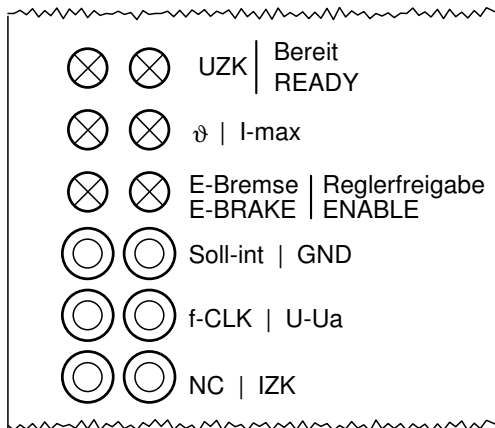 UZK | Bereit
READY
ϑ | I-max
E-Bremse | Reglerfreigabe
E-BRAKE | ENABLE
Soll-int | GND
f-CLK | U-Ua
NC | IZK